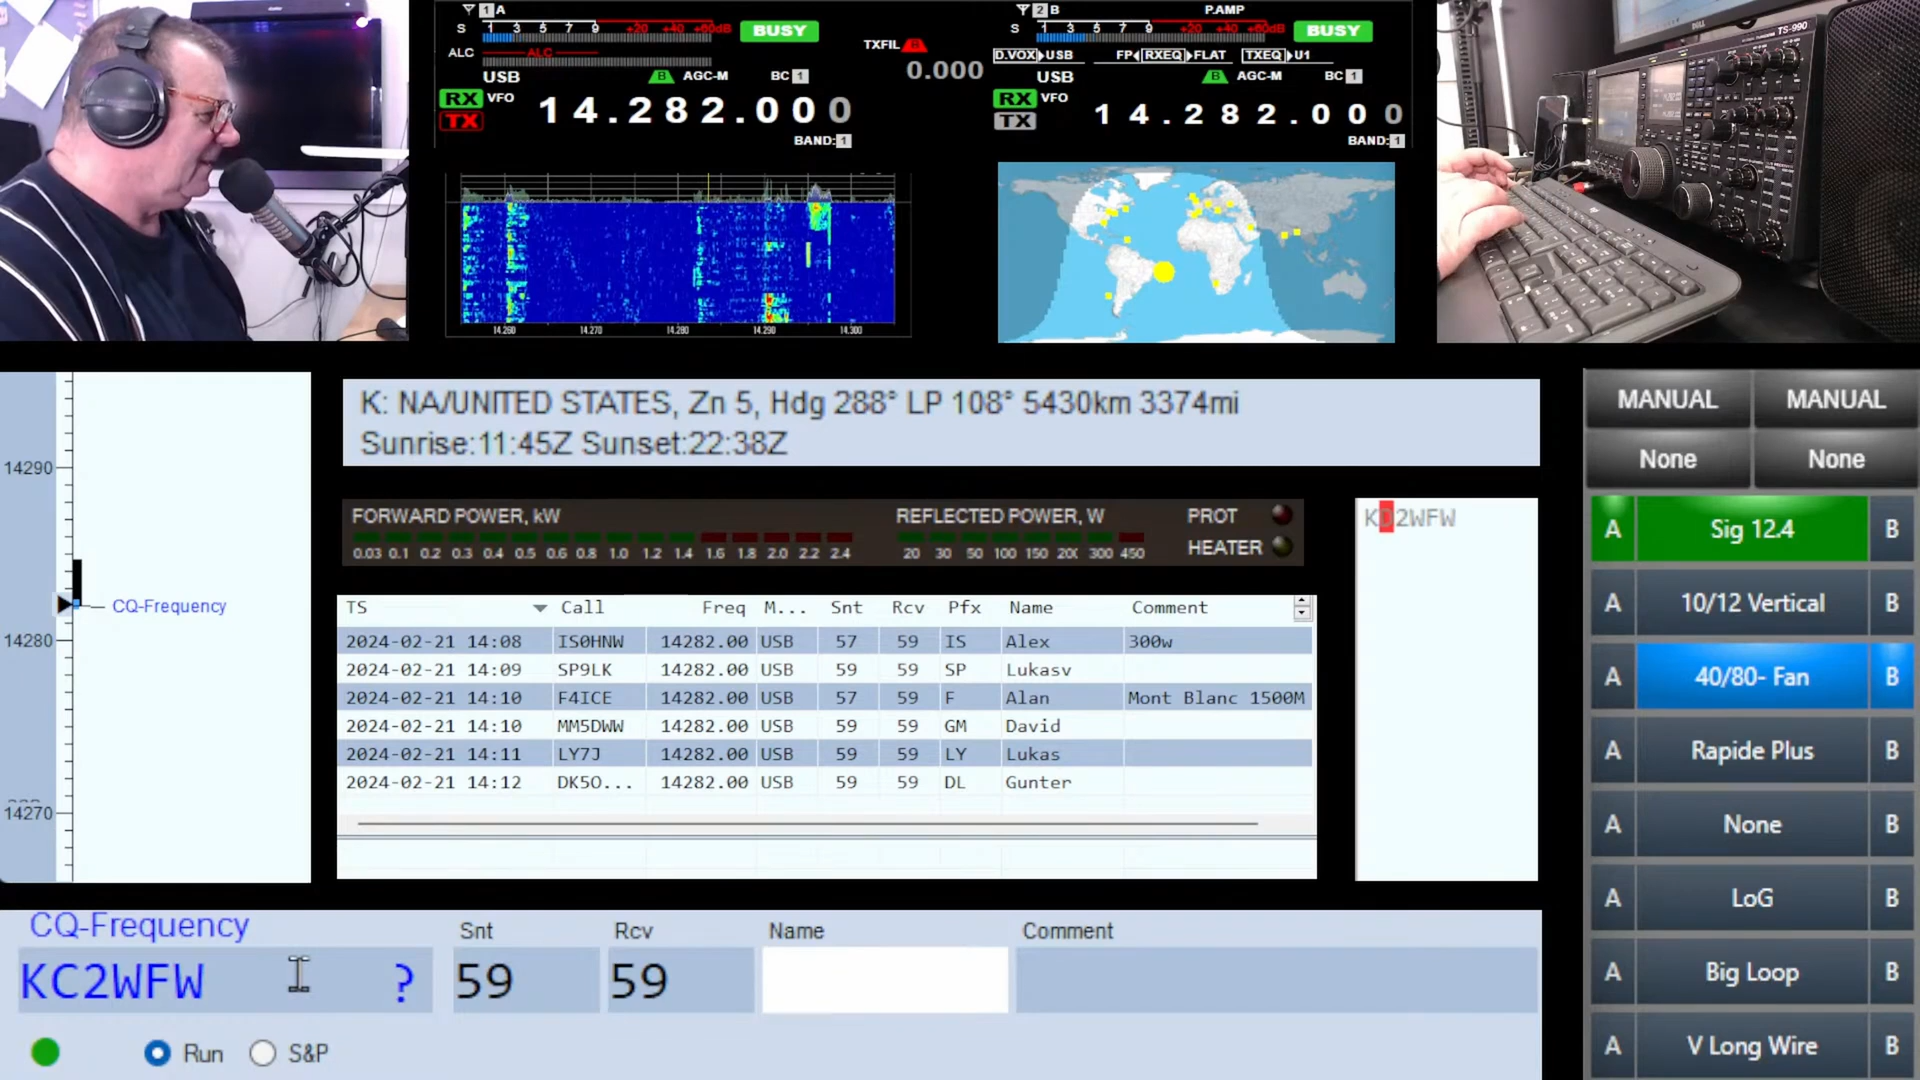 1 A
S 1 3 5 7 9 +20 +40 +60dB BUSY
ALC ALC
USB B AGC-M BC 1
RX VFO 14.282.000
TX
BAND:1
TXFIL R
0.000
2 B P.AMP
S 1 3 5 7 9 +20 +40 +60dB BUSY
D.VOX USB FP RXEQ FLAT TXEQ U1
USB B AGC-M BC 1
RX VFO 14.282.000
TX
BAND:1
DELL
TS-990
14.260 14.270 14.280 14.290 14.300
K: NA/UNITED STATES, Zn 5, Hdg 288° LP 108° 5430km 3374mi
Sunrise:11:45Z Sunset:22:38Z
MANUAL MANUAL
None None
14290
CQ-Frequency
14280
14270
FORWARD POWER, kW REFLECTED POWER, W PROT
HEATER
0.03 0.1 0.2 0.3 0.4 0.5 0.6 0.8 1.0 1.2 1.4 1.6 1.8 2.0 2.2 2.4 20 30 50 100 150 20X 300 450
KD2WFW
TS Call Freq M... Snt Rcv Pfx Name Comment
2024-02-21 14:08 IS0HNW 14282.00 USB 57 59 IS Alex 300w
2024-02-21 14:09 SP9LK 14282.00 USB 59 59 SP Lukasv
2024-02-21 14:10 F4ICE 14282.00 USB 57 59 F Alan Mont Blanc 1500M
2024-02-21 14:10 MM5DWW 14282.00 USB 59 59 GM David
2024-02-21 14:11 LY7J 14282.00 USB 59 59 LY Lukas
2024-02-21 14:12 DK5O... 14282.00 USB 59 59 DL Gunter
A Sig 12.4 B
A 10/12 Vertical B
A 40/80- Fan B
A Rapide Plus B
A None B
A LoG B
A Big Loop B
A V Long Wire B
CQ-Frequency Snt Rcv Name Comment
KC2WFW ? 59 59
Run S&P